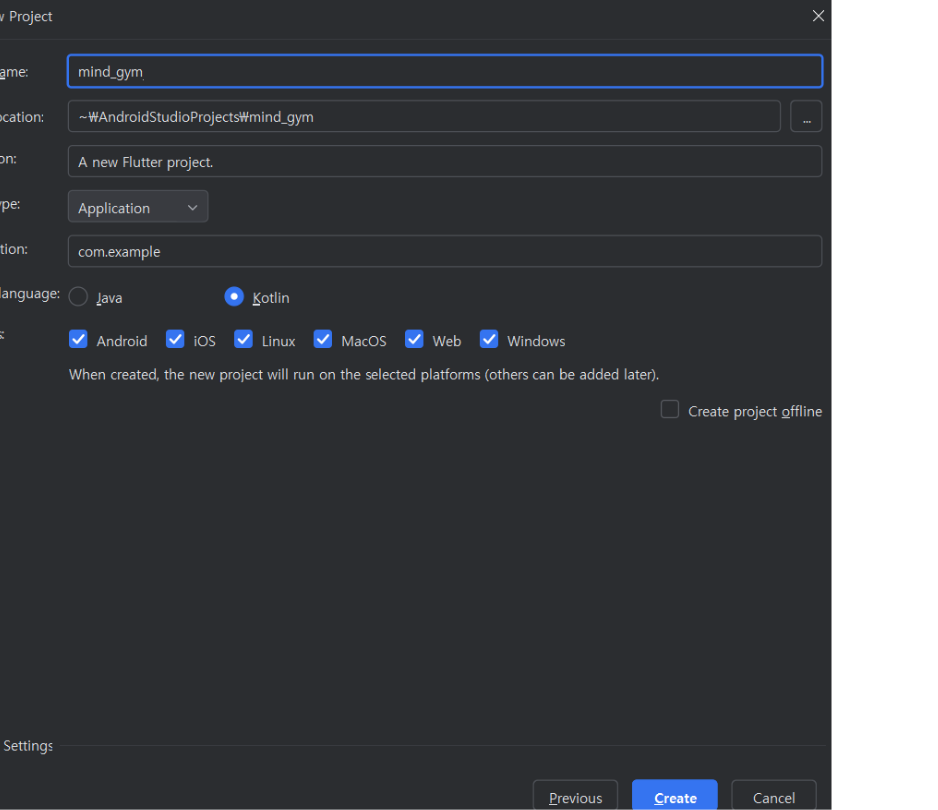 w Project
ame:
mind_gym
ocation:
~₩AndroidStudioProjects₩mind_gym
...
on:
A new Flutter project.
ype:
Application
tion:
com.example
language:
Java
Kotlin
s:
Android
iOS
Linux
MacOS
Web
Windows
When created, the new project will run on the selected platforms (others can be added later).
Create project offline
Settings
Previous
Create
Cancel